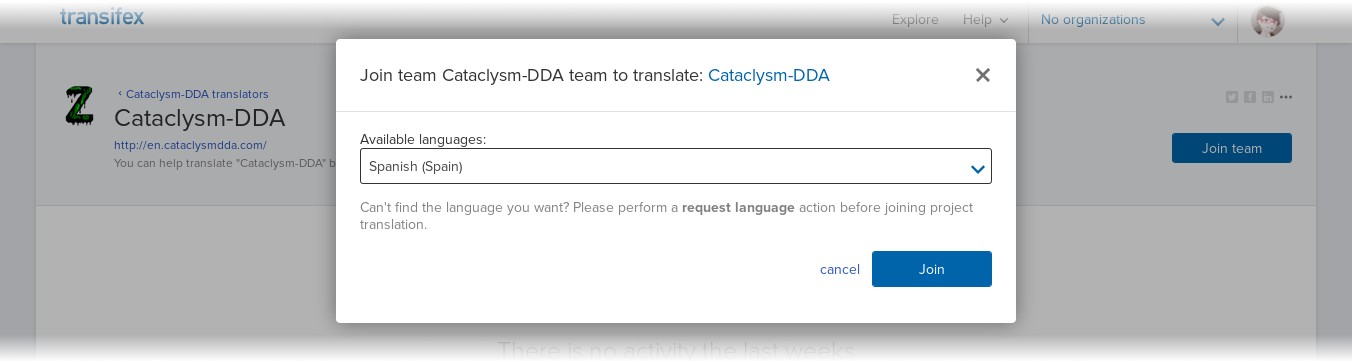 transifex
Explore
Help
No organizations
Join team Cataclysm-DDA team to translate: Cataclysm-DDA
‹ Cataclysm-DDA translators
Cataclysm-DDA
http://en.cataclysmdda.com/
You can help translate "Cataclysm-DDA" b
Join team
Available languages:
Spanish (Spain)
Can't find the language you want? Please perform a request language action before joining project
translation.
cancel
Join
There is no activity the last weeks